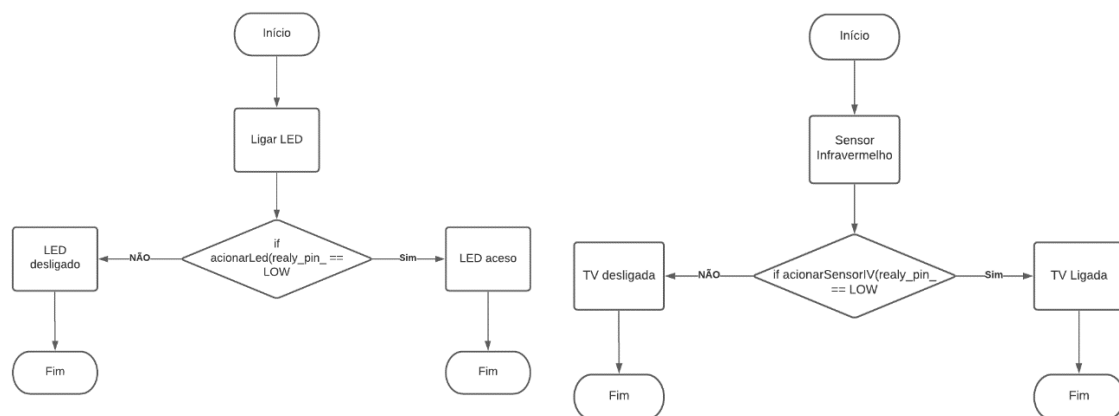 Início
Ligar LED
if
acionarLed(realy_pin_ ==
LOW
NÃO
Sim
LED
desligado
LED aceso
Fim
Fim
Início
Sensor
Infravermelho
if acionarSensorIV(realy_pin_
== LOW
NÃO
Sim
TV desligada
TV Ligada
Fim
Fim